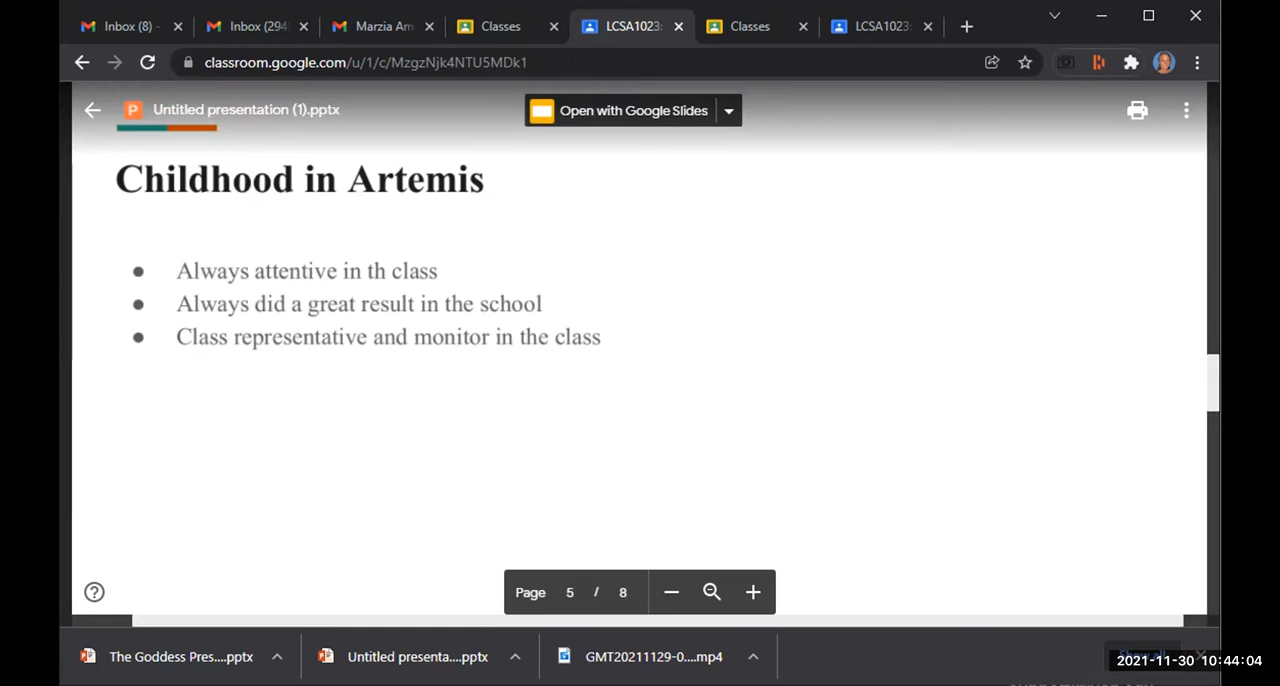 Inbox (8) -
Inbox (294
Marzia Am
Classes
LCSA1023:
Classes
LCSA1023:
classroom.google.com/u/1/c/MzgzNjk4NTU5MDk1
P Untitled presentation (1).pptx
Open with Google Slides
Childhood in Artemis
● Always attentive in th class
● Always did a great result in the school
● Class representative and monitor in the class
Page 5 / 8
The Goddess Pres....pptx
Untitled presenta....pptx
GMT20211129-0....mp4
2021-11-30 10:44:04